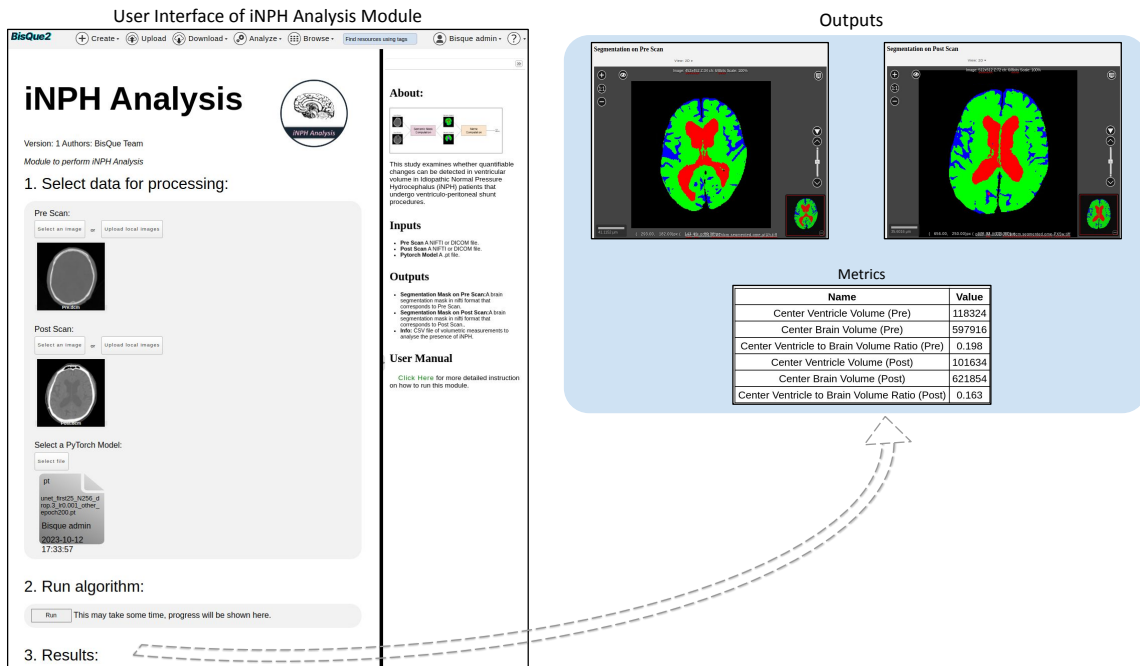 User Interface of iNPH Analysis Module
BisQue2
Create
Upload
Download
Analyze
Browse
Find resources using tags
Bisque admin
?
iNPH Analysis
iNPH Analysis
Version: 1 Authors: BisQue Team
Module to perform iNPH Analysis
1. Select data for processing:
Pre Scan:
Select an image
or
Upload local images
Pre.dcm
Post Scan:
Select an image
or
Upload local images
Post.dcm
Select a PyTorch Model:
Select file
pt
unet_first25_N256_d
rop.3_lr0.001_other_
epoch200.pt
Bisque admin
2023-10-12
17:33:57
2. Run algorithm:
Run
This may take some time, progress will be shown here.
3. Results:
About:
This study examines whether quantifiable
changes can be detected in ventricular
volume in Idiopathic Normal Pressure
Hydrocephalus (iNPH) patients that
undergo ventriculo-peritoneal shunt
procedures.
Inputs
• Pre Scan A NIFTI or DICOM file.
• Post Scan A NIFTI or DICOM file.
• Pytorch Model A .pt file.
Outputs
• Segmentation Mask on Pre Scan:A brain
segmentation mask in nifti format that
corresponds to Pre Scan.
• Segmentation Mask on Post Scan:A brain
segmentation mask in nifti format that
corresponds to Post Scan..
• Info: CSV file of volumetric measurements to
analyse the presence of iNPH.
User Manual
Click Here for more detailed instruction
on how to run this module.
Outputs
Segmentation on Pre Scan
View: 3D
1:1
Segmentation on Post Scan
View: 3D
1:1
Metrics
Name Value
Center Ventricle Volume (Pre) 118324
Center Brain Volume (Pre) 597916
Center Ventricle to Brain Volume Ratio (Pre) 0.198
Center Ventricle Volume (Post) 101634
Center Brain Volume (Post) 621854
Center Ventricle to Brain Volume Ratio (Post) 0.163